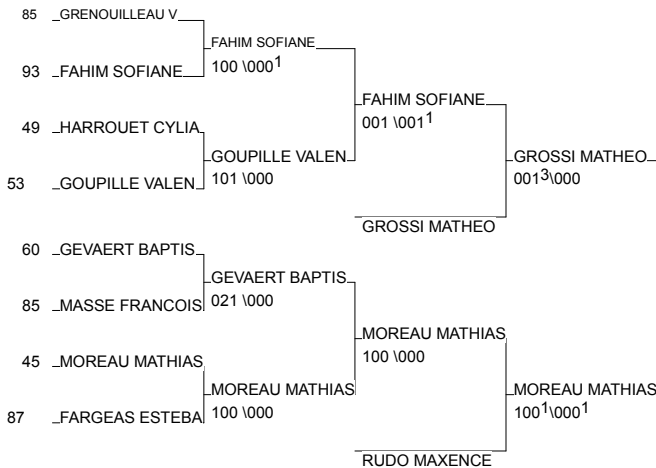 85 GRENOUILLEAU V
FAHIM SOFIANE
93 FAHIM SOFIANE
100 \000¹
FAHIM SOFIANE
001 \001¹
49 HARROUET CYLIA
GOUPILLE VALEN
101 \000
GROSSI MATHEO
001³\000
53 GOUPILLE VALEN
GROSSI MATHEO
60 GEVAERT BAPTIS
GEVAERT BAPTIS
021 \000
85 MASSE FRANCOIS
MOREAU MATHIAS
100 \000
45 MOREAU MATHIAS
MOREAU MATHIAS
100 \000
MOREAU MATHIAS
100¹\000¹
87 FARGEAS ESTEBA
RUDO MAXENCE